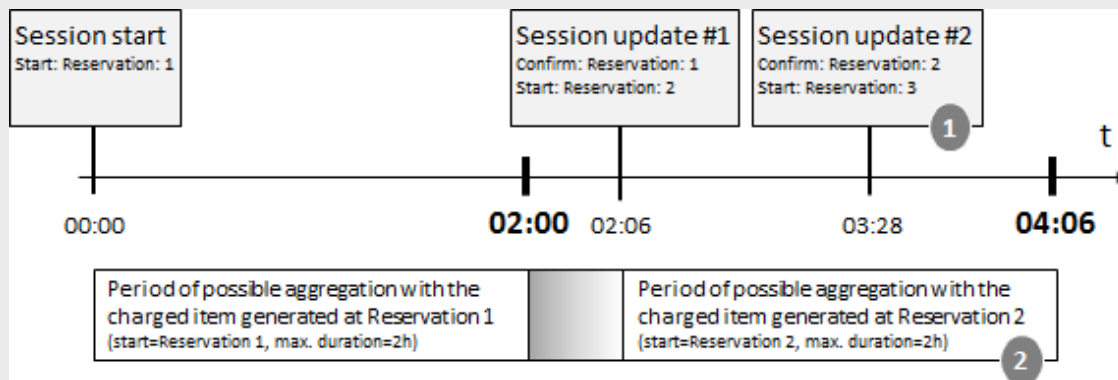 Session start
Start: Reservation: 1
Session update #1
Confirm: Reservation: 1
Start: Reservation: 2
Session update #2
Confirm: Reservation: 2
Start: Reservation: 3
1
t
00:00
02:00
02:06
03:28
04:06
Period of possible aggregation with the
charged item generated at Reservation 1
(start=Reservation 1, max. duration=2h)
Period of possible aggregation with the
charged item generated at Reservation 2
(start=Reservation 2, max. duration=2h)
2